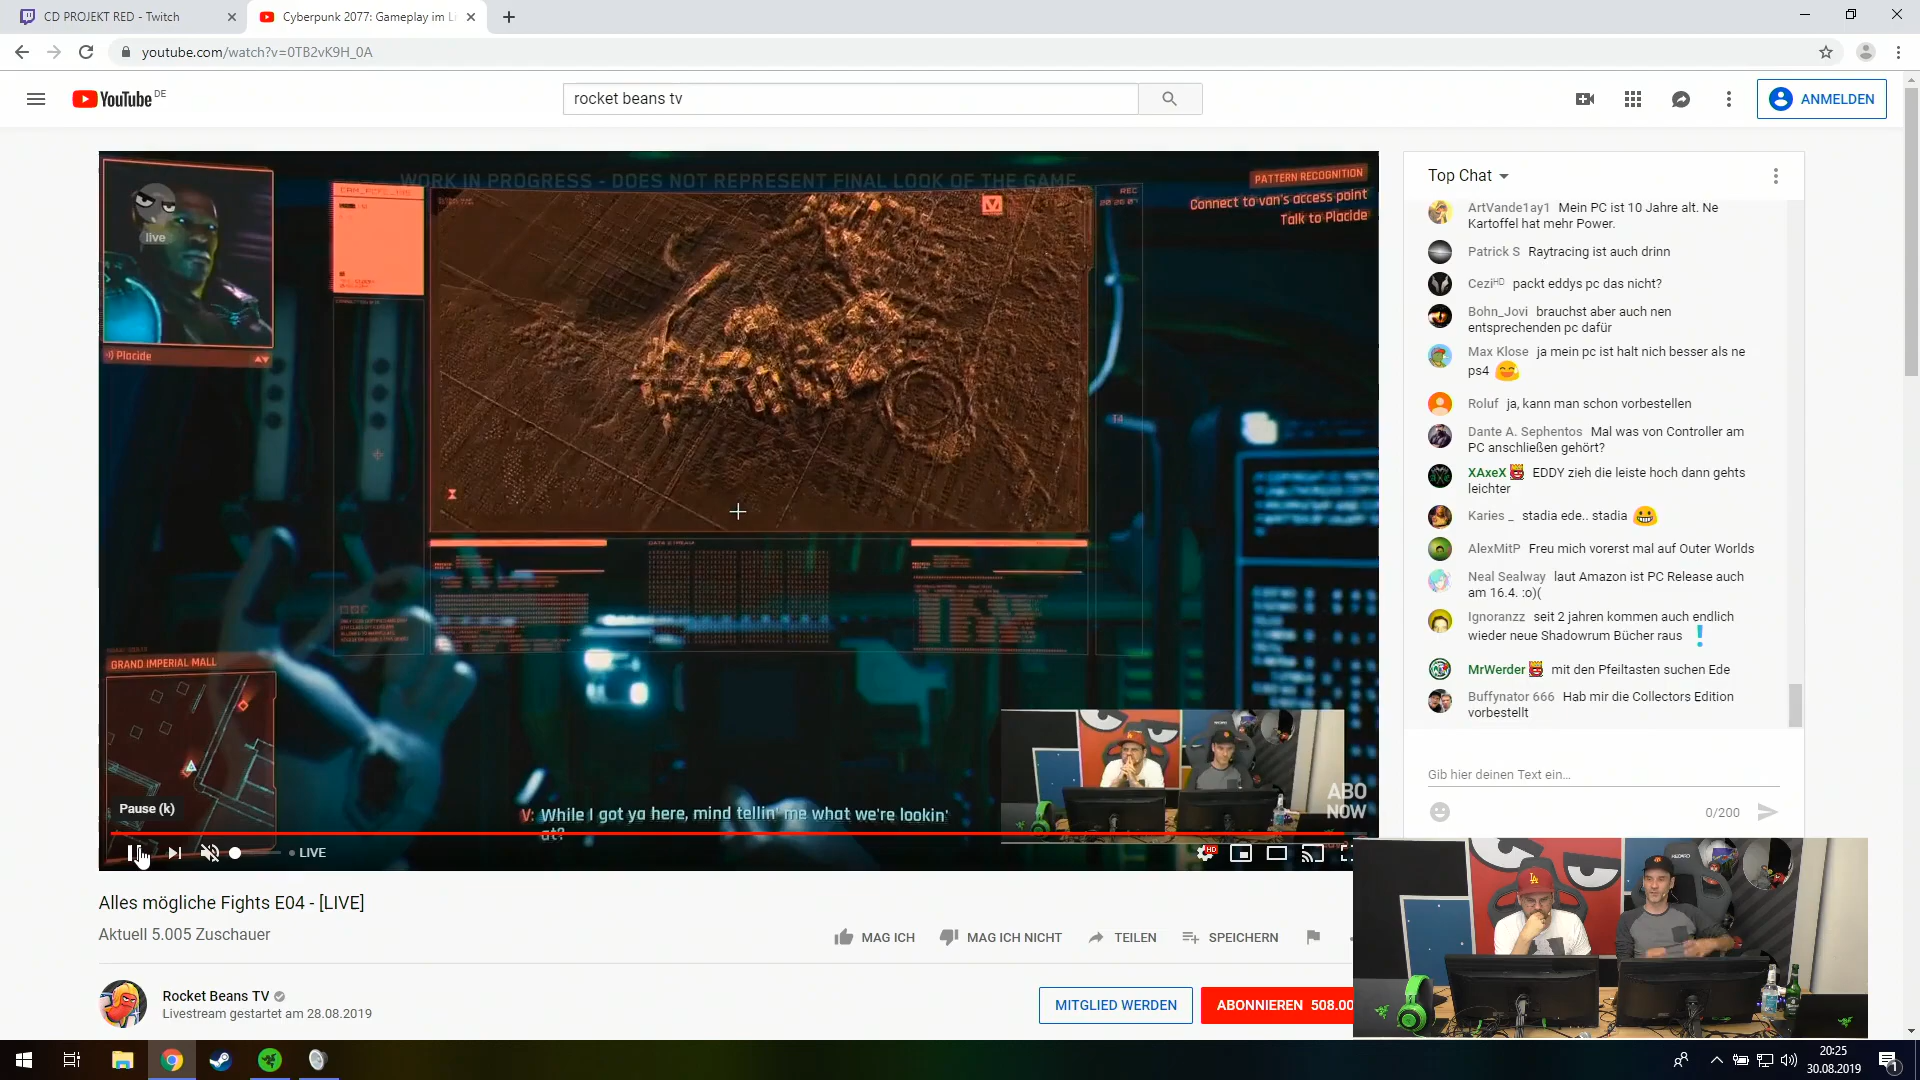 CD PROJEKT RED - Twitch
Cyberpunk 2077: Gameplay im Li
youtube.com/watch?v=0TB2vK9H_0A
YouTube DE
rocket beans tv
ANMELDEN
WORK IN PROGRESS - DOES NOT REPRESENT FINAL LOOK OF THE GAME
PATTERN RECOGNITION
Connect to van's access point
Talk to Placide
REC
live
Placide
DATA STREAM
GRAND IMPERIAL MALL
V: While I got ya here, mind tellin' me what we're lookin'
at?
ABO
NOW
Pause (k)
LIVE
HD
Top Chat
ArtVande1ay1 Mein PC ist 10 Jahre alt. Ne
Kartoffel hat mehr Power.
Patrick S Raytracing ist auch drinn
Ceziᴴᴰ packt eddys pc das nicht?
Bohn_Jovi brauchst aber auch nen
entsprechenden pc dafür
Max Klose ja mein pc ist halt nich besser als ne
ps4
Roluf ja, kann man schon vorbestellen
Dante A. Sephentos Mal was von Controller am
PC anschließen gehört?
XAxeX EDDY zieh die leiste hoch dann gehts
leichter
Karies _ stadia ede.. stadia
AlexMitP Freu mich vorerst mal auf Outer Worlds
Neal Sealway laut Amazon ist PC Release auch
am 16.4. :o)(
Ignoranzz seit 2 jahren kommen auch endlich
wieder neue Shadowrum Bücher raus
MrWerder mit den Pfeiltasten suchen Ede
Buffynator 666 Hab mir die Collectors Edition
vorbestellt
Gib hier deinen Text ein...
0/200
Alles mögliche Fights E04 - [LIVE]
Aktuell 5.005 Zuschauer
MAG ICH
MAG ICH NICHT
TEILEN
SPEICHERN
Rocket Beans TV
Livestream gestartet am 28.08.2019
MITGLIED WERDEN
ABONNIEREN 508.00
20:25
30.08.2019
1